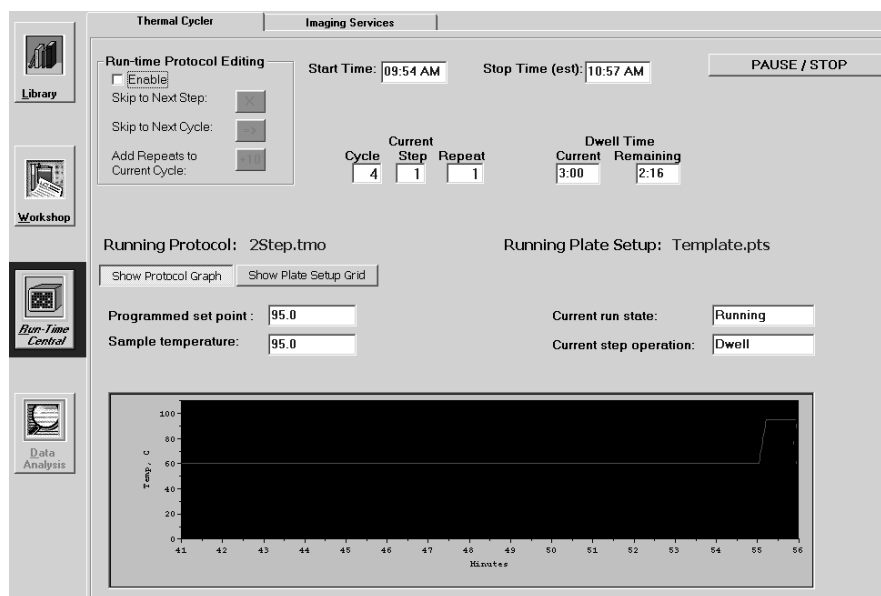 Thermal Cycler Imaging Services
Library
Workshop
Run-Time
Central
Data
Analysis
Run-time Protocol Editing
Enable
Skip to Next Step: X
Skip to Next Cycle: ->
Add Repeats to +10
Current Cycle:
Start Time: 09:54 AM Stop Time (est): 10:57 AM PAUSE / STOP
Current Dwell Time
Cycle Step Repeat Current Remaining
4 1 1 3:00 2:16
Running Protocol: 2Step.tmo Running Plate Setup: Template.pts
Show Protocol Graph Show Plate Setup Grid
Programmed set point : 95.0 Current run state: Running
Sample temperature: 95.0 Current step operation: Dwell
Temp, C
100
80
60
40
20
0
41 42 43 44 45 46 47 48 49 50 51 52 53 54 55 56
Minutes